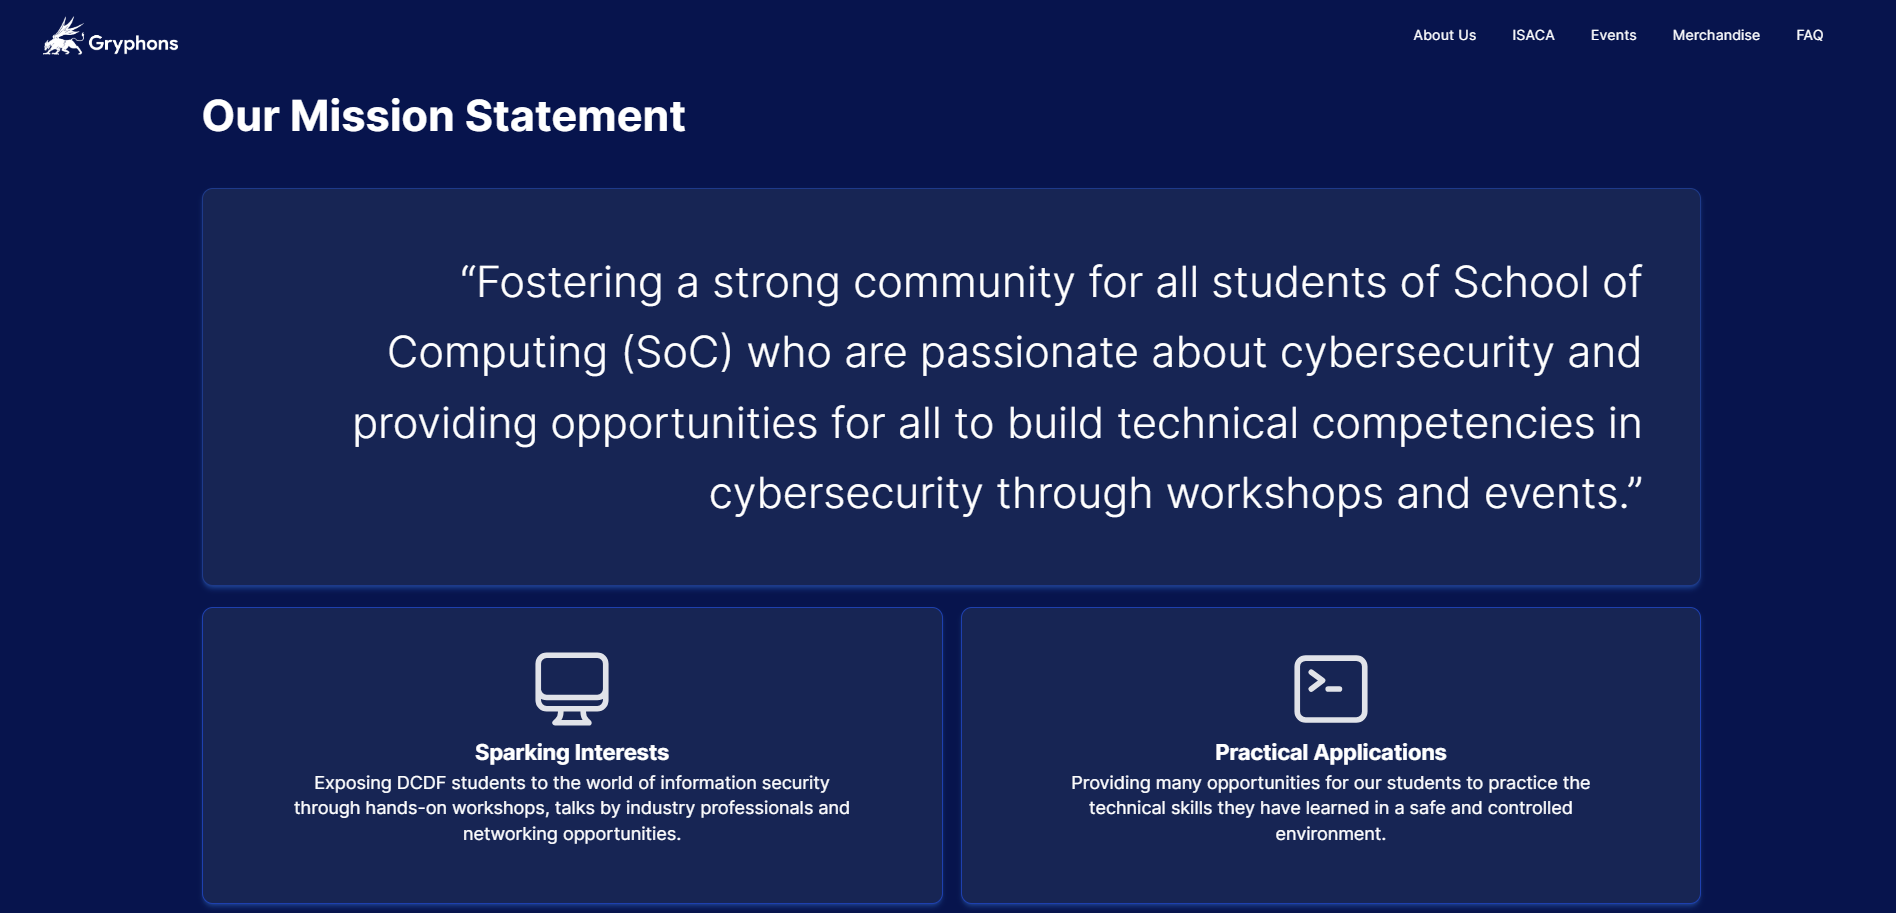 Gryphons
About Us
ISACA
Events
Merchandise
FAQ
Our Mission Statement
“Fostering a strong community for all students of School of
Computing (SoC) who are passionate about cybersecurity and
providing opportunities for all to build technical competencies in
cybersecurity through workshops and events.”
Sparking Interests
Exposing DCDF students to the world of information security
through hands-on workshops, talks by industry professionals and
networking opportunities.
Practical Applications
Providing many opportunities for our students to practice the
technical skills they have learned in a safe and controlled
environment.